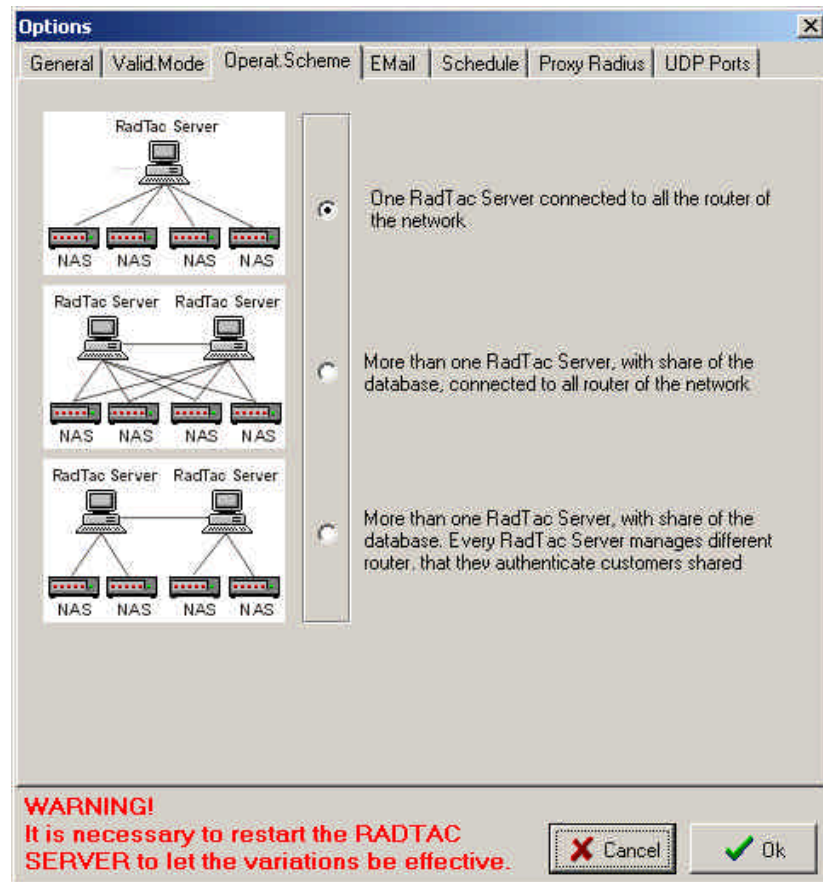 Options
General Valid.Mode Operat.Scheme EMail Schedule Proxy Radius UDP Ports
RadTac Server
NAS NAS NAS NAS
One RadTac Server connected to all the router of
the network
RadTac Server RadTac Server
NAS NAS NAS NAS
More than one RadTac Server, with share of the
database, connected to all router of the network
RadTac Server RadTac Server
NAS NAS NAS NAS
More than one RadTac Server, with share of the
database. Every RadTac Server manages different
router, that they authenticate customers shared
WARNING!
It is necessary to restart the RADTAC
SERVER to let the variations be effective.
Cancel Ok